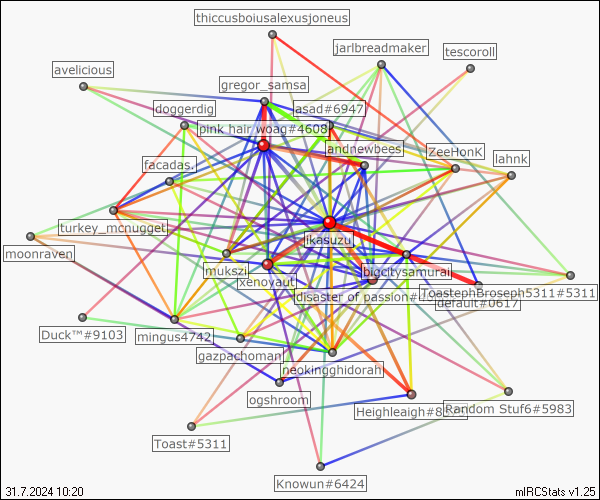 thiccusboiusalexusjoneus
jarlbreadmaker
tescoroll
avelicious
gregor_samsa
doggerdig
asad#6947
pink hair woag#4608
andnewbees
ZeeHonK
lahnk
facadas.
turkey_mcnugget
ikasuzu.
moonraven
mukszi
xenoyaut
bigcitysamurai
disaster of passion#
ToastephBroseph5311#5311
default#0617
Duck™#9103
mingus4742
gazpachoman
neokingghidorah
ogshroom
Heighleaigh#8
Random Stuf6#5983
Toast#5311
Knowun#6424
31.7.2024 10:20
mIRCStats v1.25